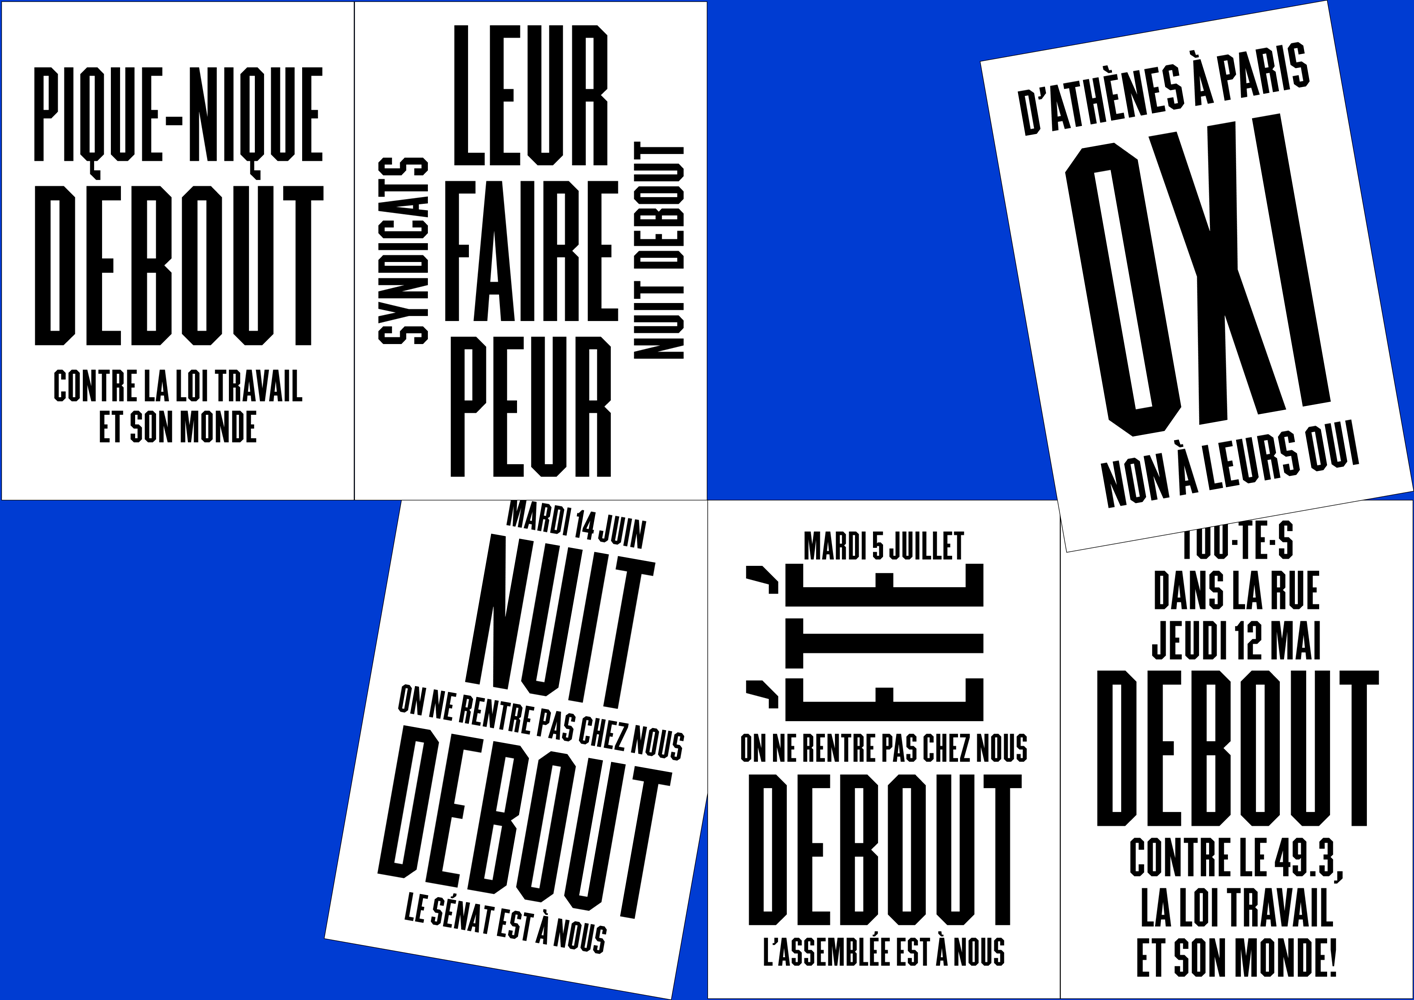 PIQUE-NIQUE
DEBOUT
CONTRE LA LOI TRAVAIL
ET SON MONDE
SYNDICATS
LEUR
FAIRE
PEUR
NUIT DEBOUT
D'ATHÈNES À PARIS
OXI
NON À LEURS OUI
MARDI 14 JUIN
NUIT
ON NE RENTRE PAS CHEZ NOUS
DEBOUT
LE SÉNAT EST À NOUS
MARDI 5 JUILLET
ÉTÉ
ON NE RENTRE PAS CHEZ NOUS
DEBOUT
L'ASSEMBLÉE EST À NOUS
TOU-TE-S
DANS LA RUE
JEUDI 12 MAI
DEBOUT
CONTRE LE 49.3,
LA LOI TRAVAIL
ET SON MONDE!